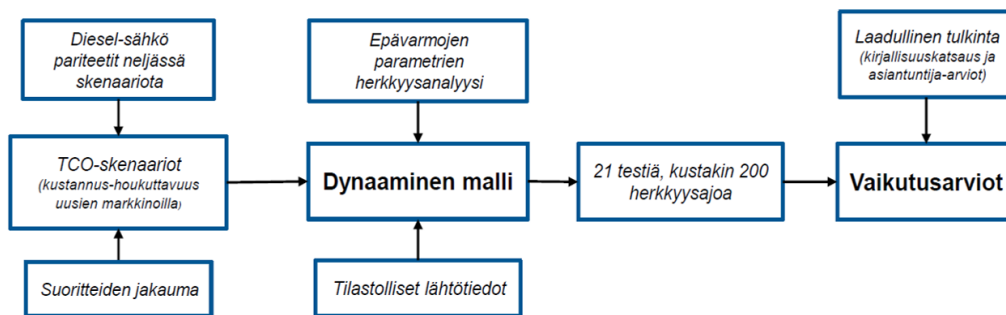 Diesel-sähkö
pariteetit neljässä
skenaariota
Epävarmojen
parametrien
herkkyysanalyysi
Laadullinen tulkinta
(kirjallisuuskatsaus ja
asiantuntija-arviot)
TCO-skenaariot
(kustannus-houkuttavuus
uusien markkinoilla)
Dynaaminen malli
21 testiä, kustakin 200
herkkyysajoa
Vaikutusarviot
Suoritteiden jakauma
Tilastolliset lähtötiedot